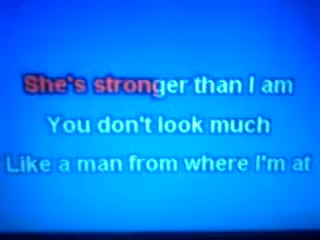 She's stronger than I am
You don't look much
Like a man from where I'm at